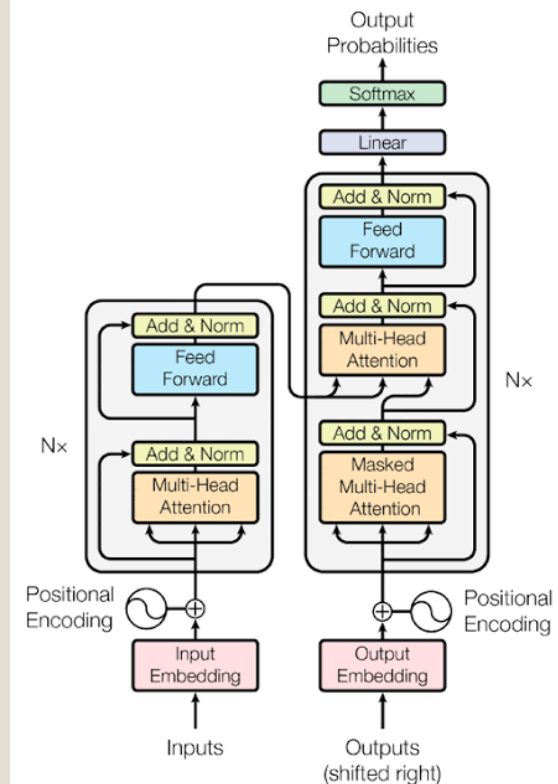 Output
Probabilities
Softmax
Linear
Add & Norm
Feed
Forward
Add & Norm
Multi-Head
Attention
Nx
Add & Norm
Masked
Multi-Head
Attention
Positional
Encoding
Output
Embedding
Outputs
(shifted right)
Add & Norm
Feed
Forward
Nx
Add & Norm
Multi-Head
Attention
Positional
Encoding
Input
Embedding
Inputs